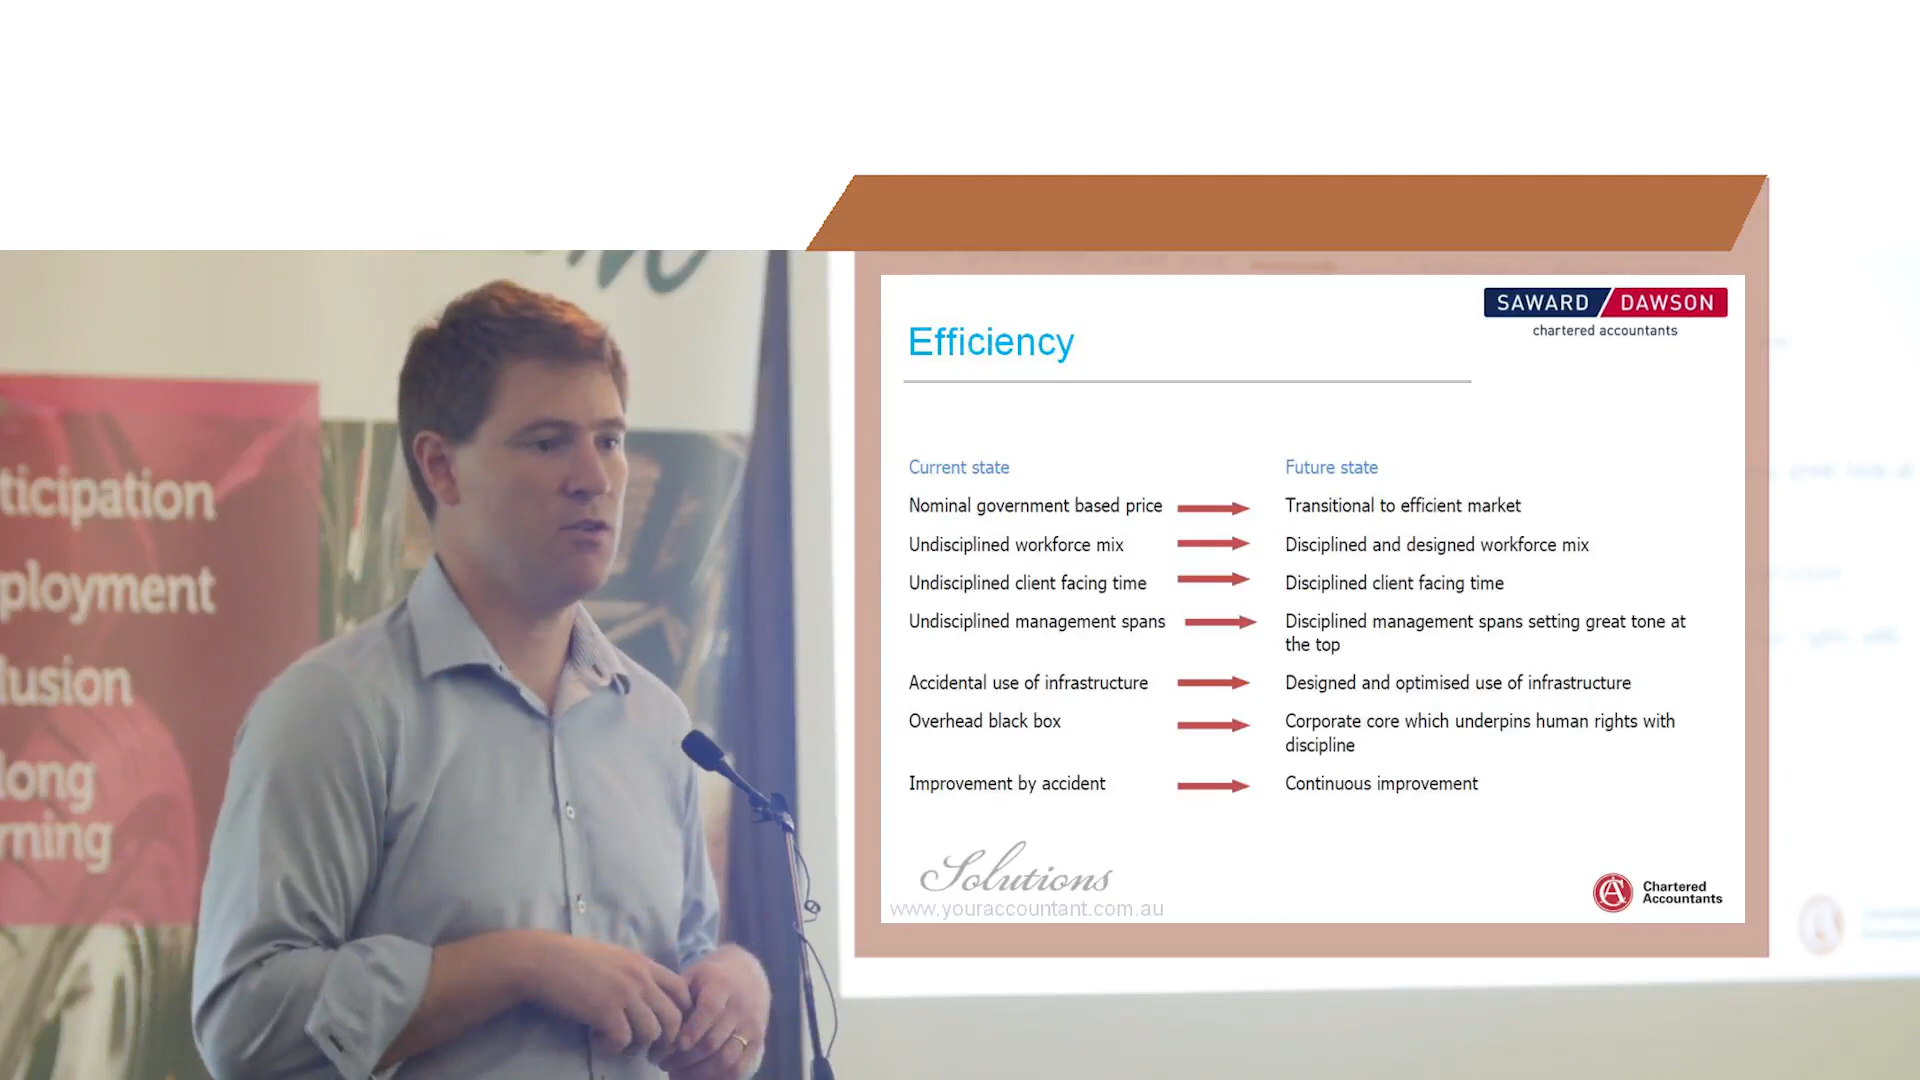 ticipation
ployment
lusion
long
rning
SAWARD DAWSON
chartered accountants
Efficiency
Current state Future state
Nominal government based price Transitional to efficient market
Undisciplined workforce mix Disciplined and designed workforce mix
Undisciplined client facing time Disciplined client facing time
Undisciplined management spans Disciplined management spans setting great tone at
the top
Accidental use of infrastructure Designed and optimised use of infrastructure
Overhead black box Corporate core which underpins human rights with
discipline
Improvement by accident Continuous improvement
Solutions
www.youraccountant.com.au
CA
Chartered
Accountants